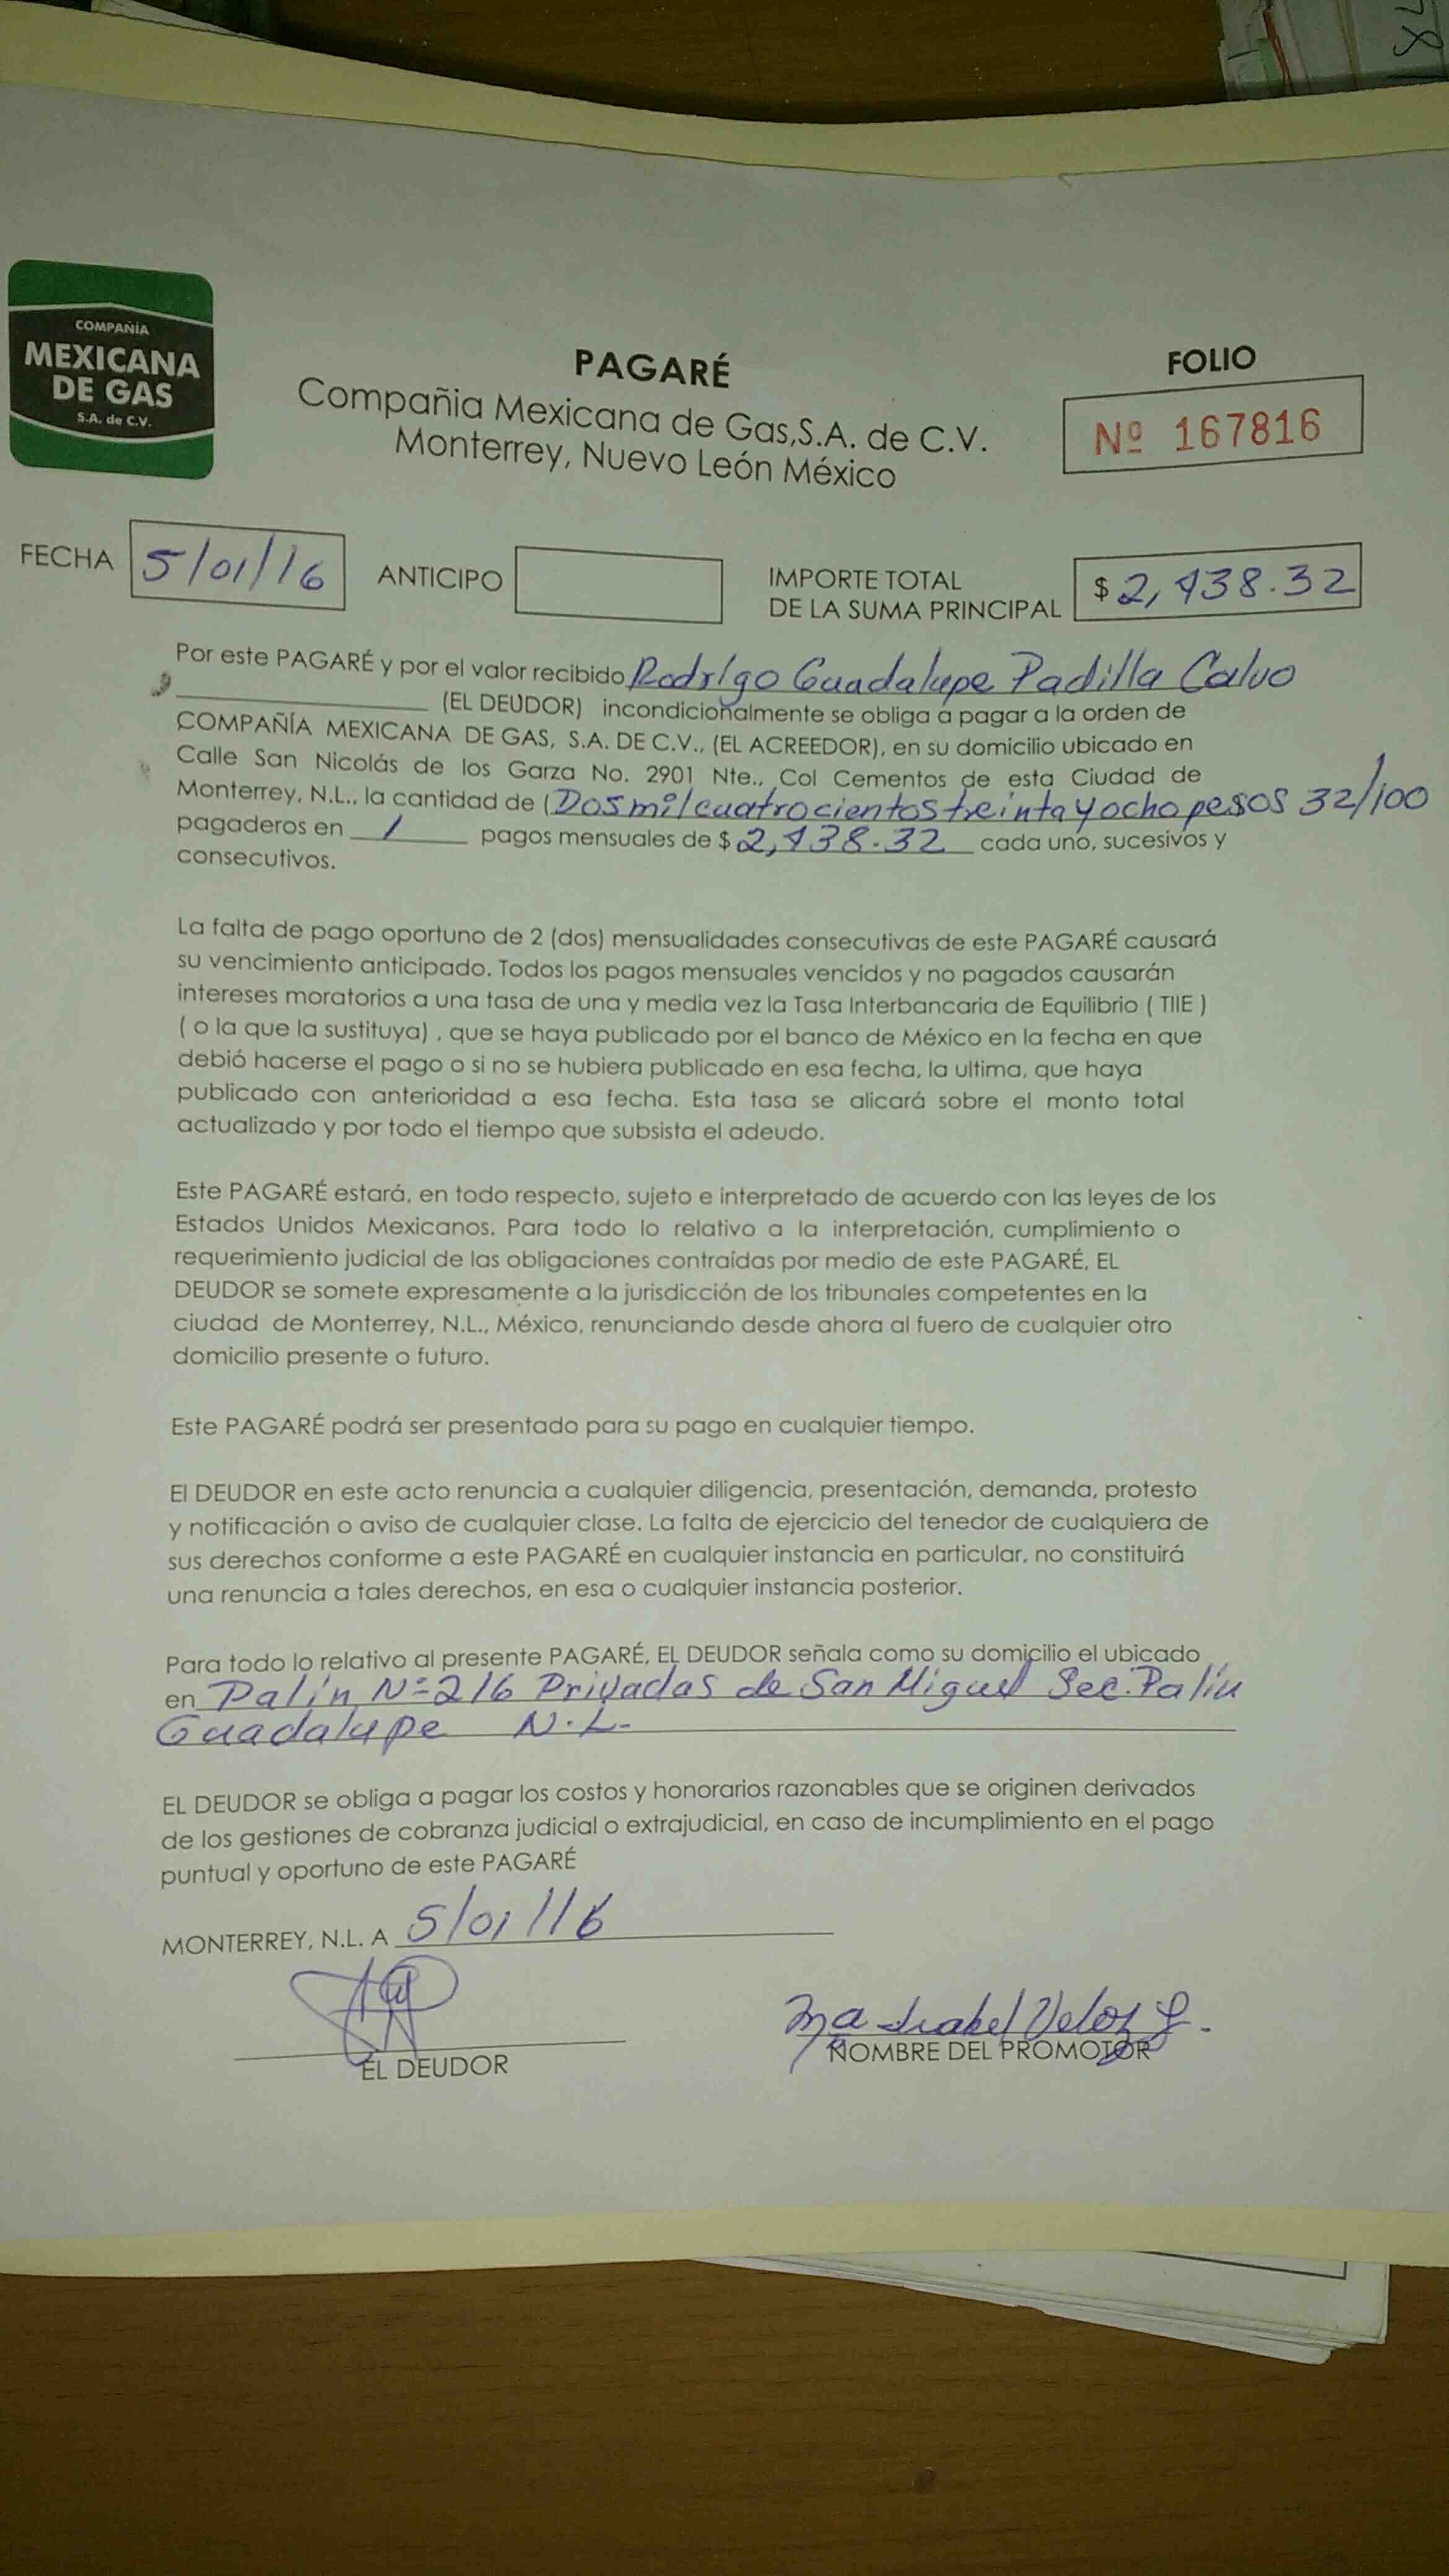 COMPAÑÍA
MEXICANA
DE GAS
S.A. de C.V.
PAGARÉ
Compañia Mexicana de Gas,S.A. de C.V.
Monterrey, Nuevo León México
FOLIO
Nº 167816
FECHA 5/01/16 ANTICIPO
IMPORTE TOTAL
DE LA SUMA PRINCIPAL $ 2,438.32
Por este PAGARÉ y por el valor recibido Rodrigo Guadalupe Padilla Calvo
(EL DEUDOR) incondicionalmente se obliga a pagar a la orden de
COMPAÑÍA MEXICANA DE GAS, S.A. DE C.V., (EL ACREEDOR), en su domicilio ubicado en
Calle San Nicolás de los Garza No. 2901 Nte., Col Cementos de esta Ciudad de
Monterrey, N.L., la cantidad de (Dos mil cuatrocientos treinta y ocho pesos 32/100
pagaderos en 1 pagos mensuales de $ 2,438.32 cada uno, sucesivos y
consecutivos.
La falta de pago oportuno de 2 (dos) mensualidades consecutivas de este PAGARÉ causará
su vencimiento anticipado. Todos los pagos mensuales vencidos y no pagados causarán
intereses moratorios a una tasa de una y media vez la Tasa Interbancaria de Equilibrio ( TIIE )
( o la que la sustituya) , que se haya publicado por el banco de México en la fecha en que
debió hacerse el pago o si no se hubiera publicado en esa fecha, la ultima, que haya
publicado con anterioridad a esa fecha. Esta tasa se alicará sobre el monto total
actualizado y por todo el tiempo que subsista el adeudo.
Este PAGARÉ estará, en todo respecto, sujeto e interpretado de acuerdo con las leyes de los
Estados Unidos Mexicanos. Para todo lo relativo a la interpretación, cumplimiento o
requerimiento judicial de las obligaciones contraídas por medio de este PAGARÉ, EL
DEUDOR se somete expresamente a la jurisdicción de los tribunales competentes en la
ciudad de Monterrey, N.L., México, renunciando desde ahora al fuero de cualquier otro
domicilio presente o futuro.
Este PAGARÉ podrá ser presentado para su pago en cualquier tiempo.
El DEUDOR en este acto renuncia a cualquier diligencia, presentación, demanda, protesto
y notificación o aviso de cualquier clase. La falta de ejercicio del tenedor de cualquiera de
sus derechos conforme a este PAGARÉ en cualquier instancia en particular, no constituirá
una renuncia a tales derechos, en esa o cualquier instancia posterior.
Para todo lo relativo al presente PAGARÉ, EL DEUDOR señala como su domicilio el ubicado
en Palín Nº 216 Privadas de San Miguel Sec. Palín
Guadalupe N.L.
EL DEUDOR se obliga a pagar los costos y honorarios razonables que se originen derivados
de los gestiones de cobranza judicial o extrajudicial, en caso de incumplimiento en el pago
puntual y oportuno de este PAGARÉ
MONTERREY, N.L. A 5/01/16
Ma Isabel Veloz
EL DEUDOR
NOMBRE DEL PROMOTOR